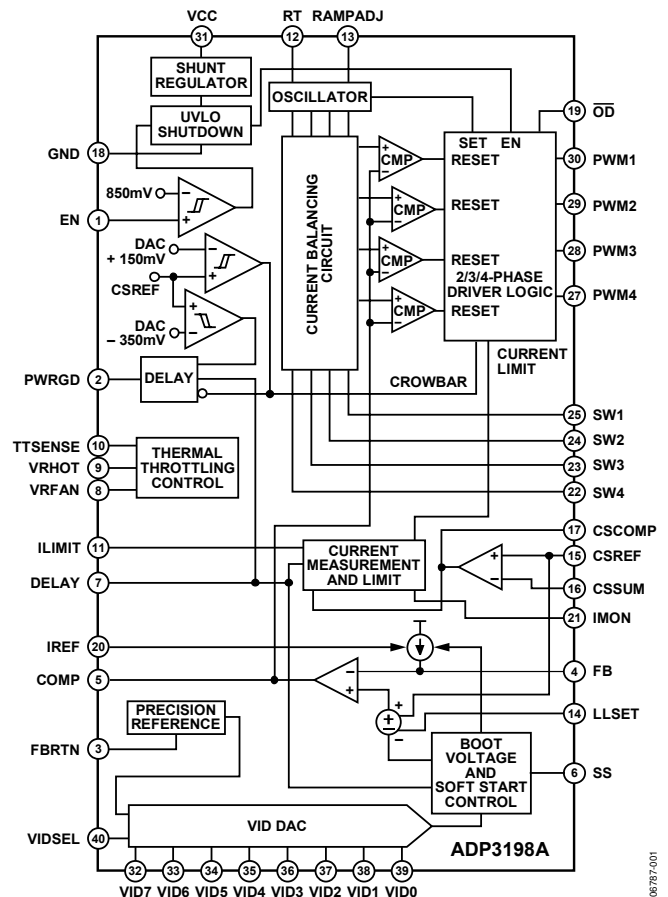 VCC
31
RT
12
RAMPADJ
13
SHUNT
REGULATOR
UVLO
SHUTDOWN
OSCILLATOR
GND
18
850mV
−
+
EN
1
DAC
+ 150mV
−
+
CSREF
DAC
− 350mV
+
−
PWRGD
2
DELAY
CURRENT BALANCING
CIRCUIT
+
−
CMP
+
−
CMP
+
−
CMP
+
−
CMP
SET EN
RESET
RESET
RESET
2/3/4-PHASE
DRIVER LOGIC
RESET
19
OD
30
PWM1
29
PWM2
28
PWM3
27
PWM4
CURRENT
LIMIT
CROWBAR
25
SW1
24
SW2
23
SW3
22
SW4
TTSENSE
10
VRHOT
9
VRFAN
8
THERMAL
THROTTLING
CONTROL
ILIMIT
11
DELAY
7
CURRENT
MEASUREMENT
AND LIMIT
+
−
17
CSCOMP
15
CSREF
16
CSSUM
21
IMON
IREF
20
COMP
5
−
+
+
−
+
−
4
FB
14
LLSET
PRECISION
REFERENCE
FBRTN
3
BOOT
VOLTAGE
AND
SOFT START
CONTROL
6
SS
VIDSEL
40
VID DAC
ADP3198A
32
33
34
35
36
37
38
39
VID7 VID6 VID5 VID4 VID3 VID2 VID1 VID0
06787-001